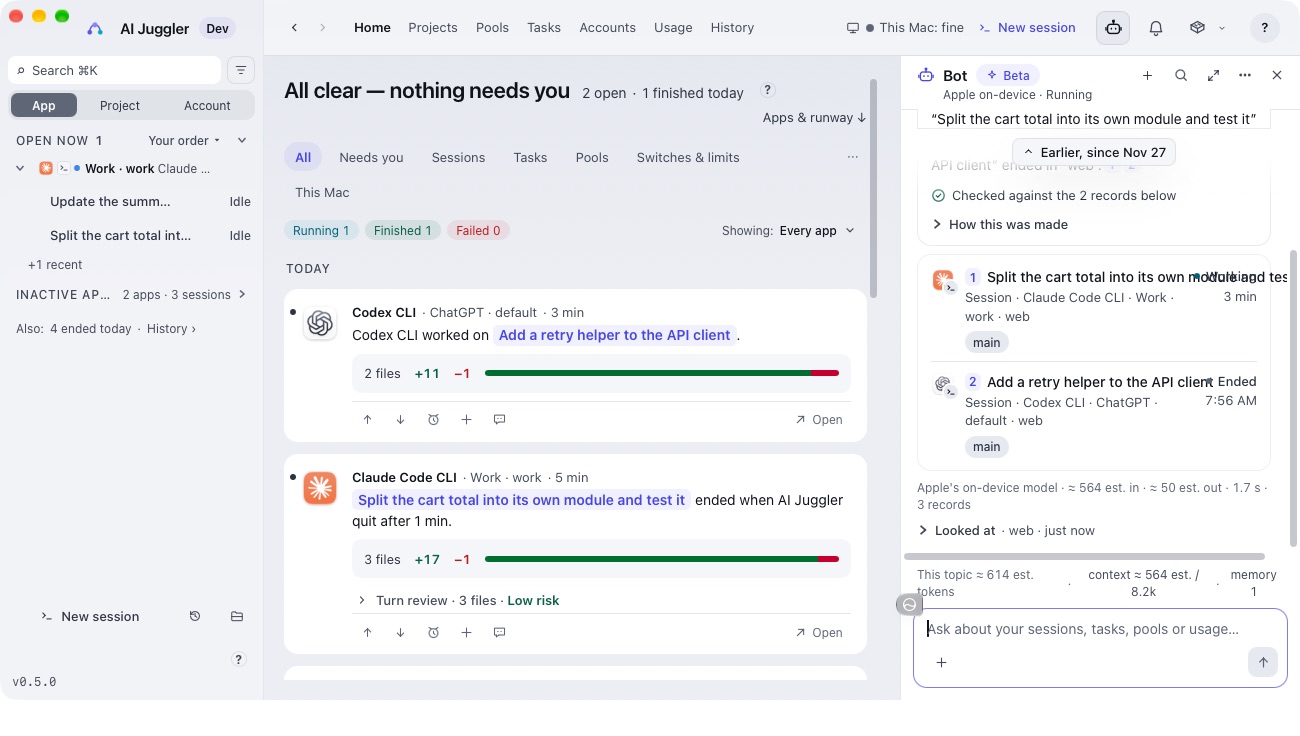 AI Juggler Dev
Search ⌘K
App Project Account
OPEN NOW 1 Your order
Work · work Claude ...
Update the summ... Idle
Split the cart total int... Idle
+1 recent
INACTIVE AP... 2 apps · 3 sessions
Also: 4 ended today · History ›
New session
?
v0.5.0
Home Projects Pools Tasks Accounts Usage History
This Mac: fine
New session
?
All clear — nothing needs you 2 open · 1 finished today ?
Apps & runway ↓
All Needs you Sessions Tasks Pools Switches & limits ...
This Mac
Running 1 Finished 1 Failed 0 Showing: Every app
TODAY
Codex CLI · ChatGPT · default · 3 min
Codex CLI worked on Add a retry helper to the API client .
2 files +11 −1
Open
Claude Code CLI · Work · work · 5 min
Split the cart total into its own module and test it ended when AI Juggler
quit after 1 min.
3 files +17 −1
Turn review · 3 files · Low risk
Open
Bot Beta
Apple on-device · Running
“Split the cart total into its own module and test it”
Earlier, since Nov 27
API client” ended in “web”. 1 2
Checked against the 2 records below
How this was made
1 Split the cart total into its own module and tes
Working
Session · Claude Code CLI · Work · 3 min
work · web
main
2 Add a retry helper to the API client Ended
Session · Codex CLI · ChatGPT · 7:56 AM
default · web
main
Apple's on-device model · ≈ 564 est. in · ≈ 50 est. out · 1.7 s ·
3 records
Looked at · web · just now
This topic ≈ 614 est. · context ≈ 564 est. / · memory
tokens 8.2k 1
Ask about your sessions, tasks, pools or usage...